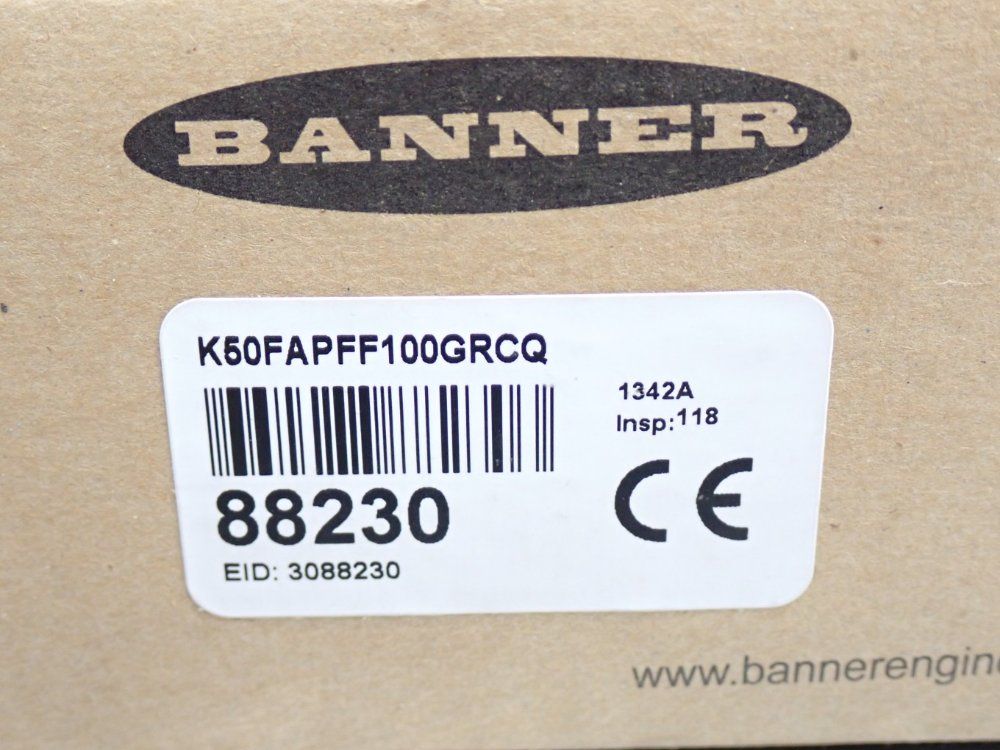 BANNER
K50FAPFF100GRCQ
1342A
Insp:118
88230
CE
EID: 3088230
www.bannerengin